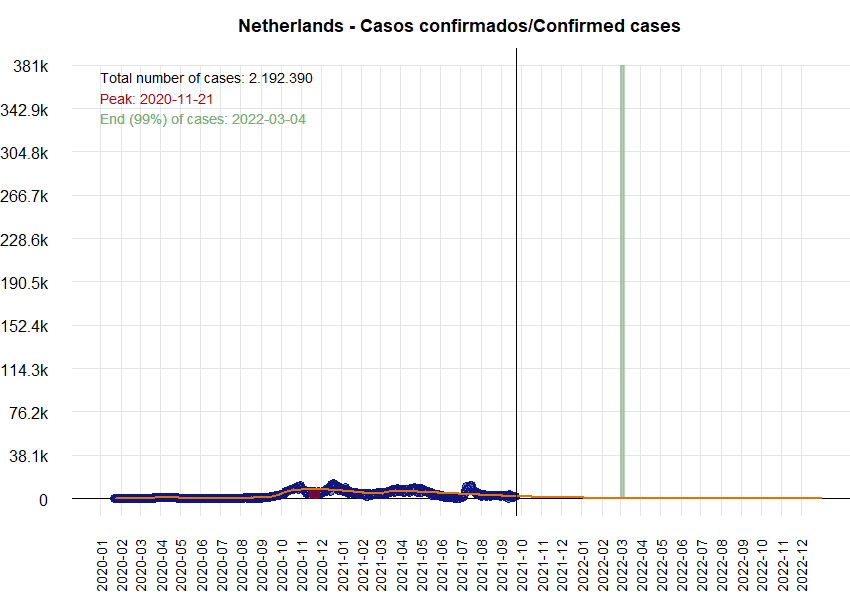 Netherlands - Casos confirmados/Confirmed cases
381k
Total number of cases: 2.192.390
Peak: 2020-11-21
342.9k
End (99%) of cases: 2022-03-04
304.8k
266.7k
228.6k
190.5k
152.4k
114.3k
76.2k
38.1k
0
2020-01
2020-02
2020-03
2020-04
2020-05
2020-06
2020-07
2020-08
2020-09
2020-10
2020-11
2020-12
2021-01
2021-02
2021-03
2021-04
2021-05
2021-06
2021-07
2021-08
2021-09
2021-10
2021-11
2021-12
2022-01
2022-02
2022-03
2022-04
2022-05
2022-06
2022-07
2022-08
2022-09
2022-10
2022-11
2022-12